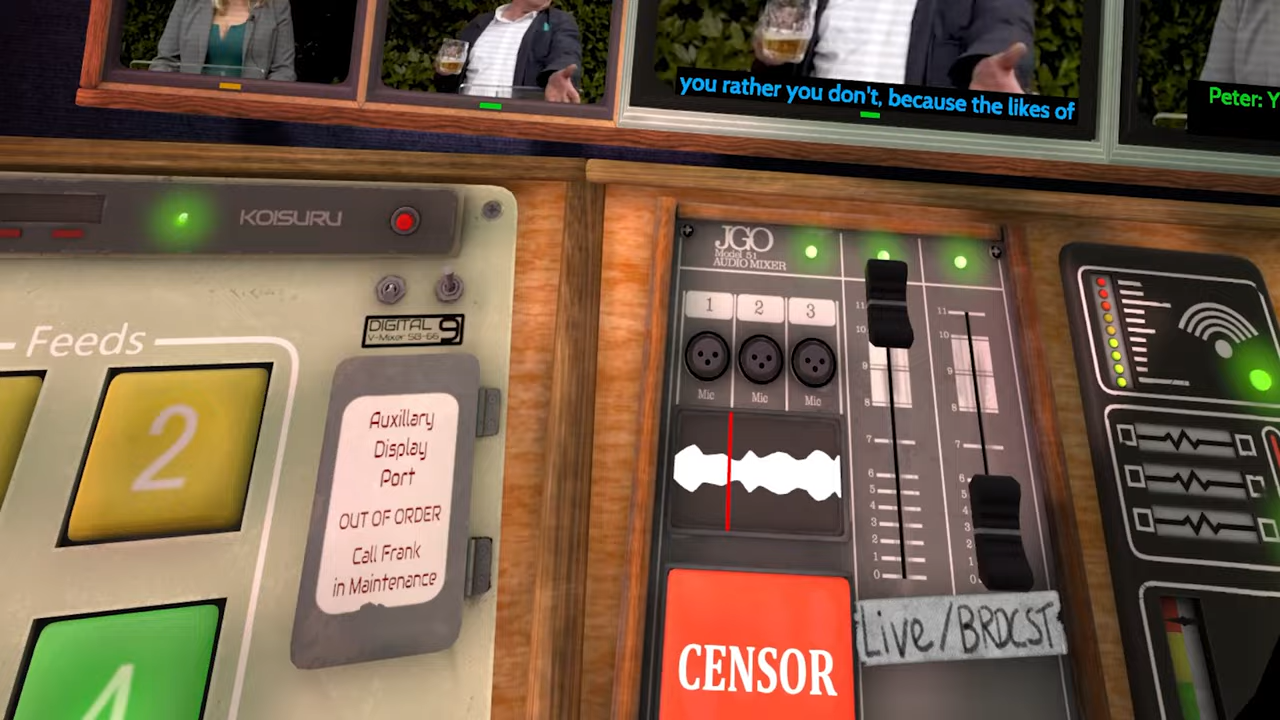 you rather you don't, because the likes of
Peter: Y
KOISURU
DIGITAL 9
V-Mixer SB-66
Feeds
2
4
Auxillary
Display
Port
OUT OF ORDER
Call Frank
in Maintenance
JGO
Model 51
AUDIO MIXER
1 2 3
Mic Mic Mic
11 11
10 10
9 9
8 8
7 7
6 6
5 5
4 4
3 3
2 2
1 1
0 0
CENSOR
Live/BRDCST